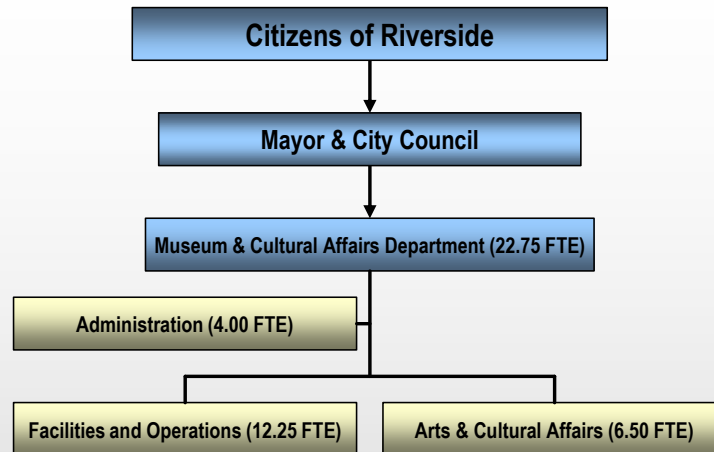 Citizens of Riverside
Mayor & City Council
Museum & Cultural Affairs Department (22.75 FTE)
Administration (4.00 FTE)
Facilities and Operations (12.25 FTE)
Arts & Cultural Affairs (6.50 FTE)